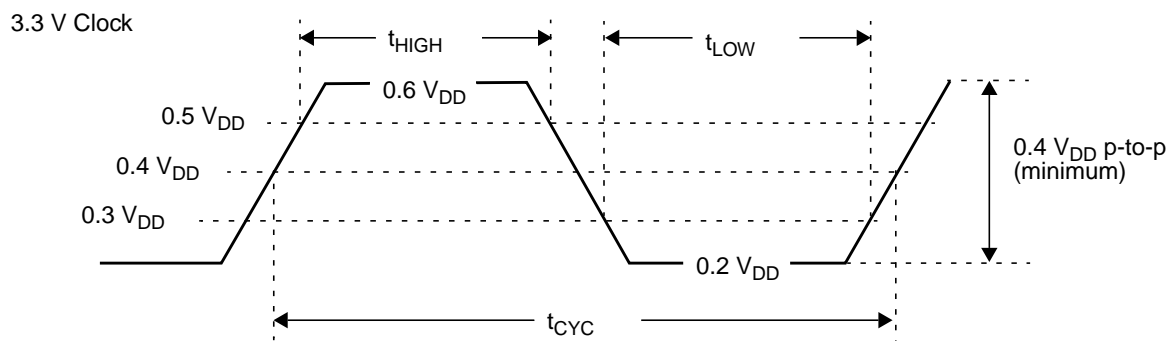 3.3 V Clock
tHIGH
tLOW
0.6 VDD
0.5 VDD
0.4 VDD
0.3 VDD
0.2 VDD
0.4 VDD p-to-p
(minimum)
tCYC